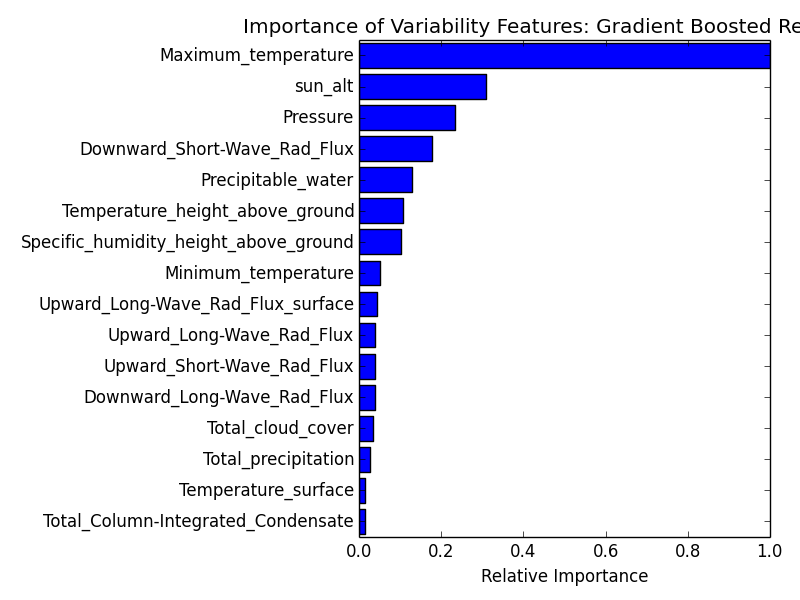 Importance of Variability Features: Gradient Boosted Re
Maximum_temperature
sun_alt
Pressure
Downward_Short-Wave_Rad_Flux
Precipitable_water
Temperature_height_above_ground
Specific_humidity_height_above_ground
Minimum_temperature
Upward_Long-Wave_Rad_Flux_surface
Upward_Long-Wave_Rad_Flux
Upward_Short-Wave_Rad_Flux
Downward_Long-Wave_Rad_Flux
Total_cloud_cover
Total_precipitation
Temperature_surface
Total_Column-Integrated_Condensate
0.0 0.2 0.4 0.6 0.8 1.0
Relative Importance